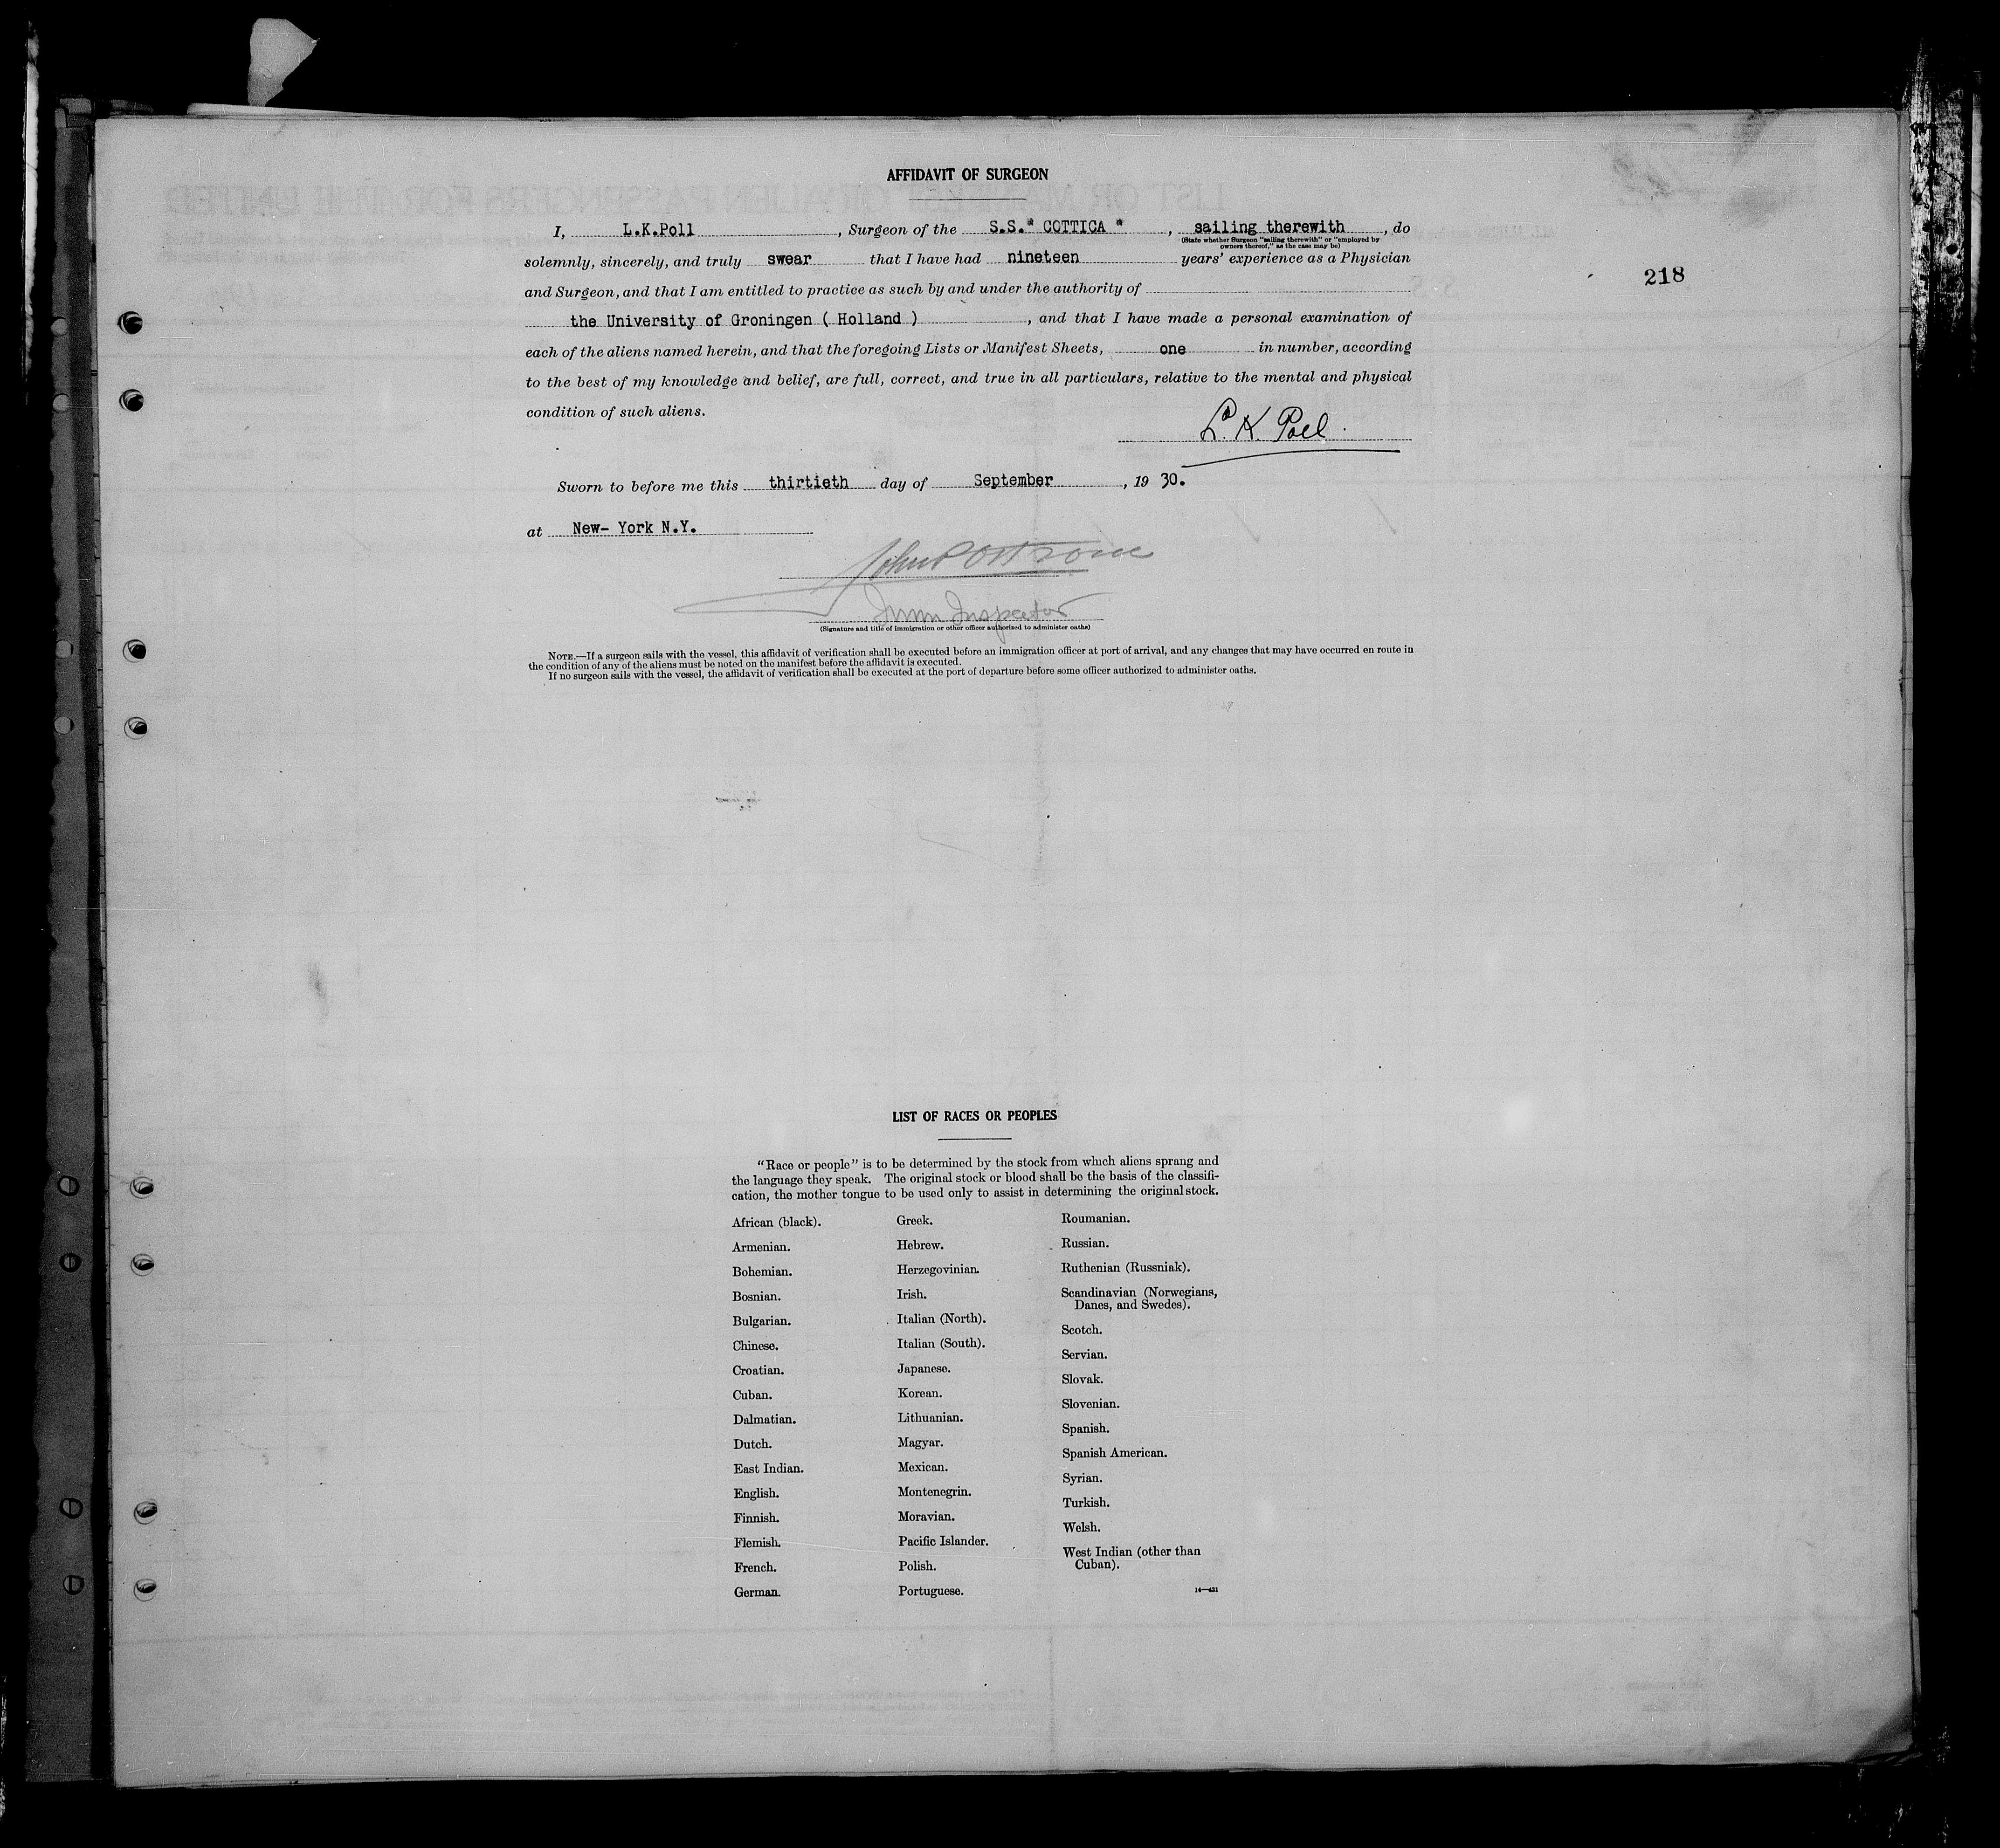 AFFIDAVIT OF SURGEON
I, L.K.Poll , Surgeon of the S.S." COTTICA " , sailing therewith , do
(State whether Surgeon "sailing therewith" or "employed by
owners thereof," as the case may be)
solemnly, sincerely, and truly swear that I have had nineteen years' experience as a Physician
218
and Surgeon, and that I am entitled to practice as such by and under the authority of
the University of Groningen ( Holland ) , and that I have made a personal examination of
each of the aliens named herein, and that the foregoing Lists or Manifest Sheets, one in number, according
to the best of my knowledge and belief, are full, correct, and true in all particulars, relative to the mental and physical
condition of such aliens.
L. K. Poll.
Sworn to before me this thirtieth day of September , 19 30.
at New- York N.Y.
John P Ostrom
Imm Inspector
(Signature and title of immigration or other officer authorized to administer oaths)
NOTE.—If a surgeon sails with the vessel, this affidavit of verification shall be executed before an immigration officer at port of arrival, and any changes that may have occurred en route in
the condition of any of the aliens must be noted on the manifest before the affidavit is executed.
If no surgeon sails with the vessel, the affidavit of verification shall be executed at the port of departure before some officer authorized to administer oaths.
LIST OF RACES OR PEOPLES
"Race or people" is to be determined by the stock from which aliens sprang and
the language they speak. The original stock or blood shall be the basis of the classifi-
cation, the mother tongue to be used only to assist in determining the original stock.
African (black).
Armenian.
Bohemian.
Bosnian.
Bulgarian.
Chinese.
Croatian.
Cuban.
Dalmatian.
Dutch.
East Indian.
English.
Finnish.
Flemish.
French.
German.
Greek.
Hebrew.
Herzegovinian.
Irish.
Italian (North).
Italian (South).
Japanese.
Korean.
Lithuanian.
Magyar.
Mexican.
Montenegrin.
Moravian.
Pacific Islander.
Polish.
Portuguese.
Roumanian.
Russian.
Ruthenian (Russniak).
Scandinavian (Norwegians,
Danes, and Swedes).
Scotch.
Servian.
Slovak.
Slovenian.
Spanish.
Spanish American.
Syrian.
Turkish.
Welsh.
West Indian (other than
Cuban).
14—421